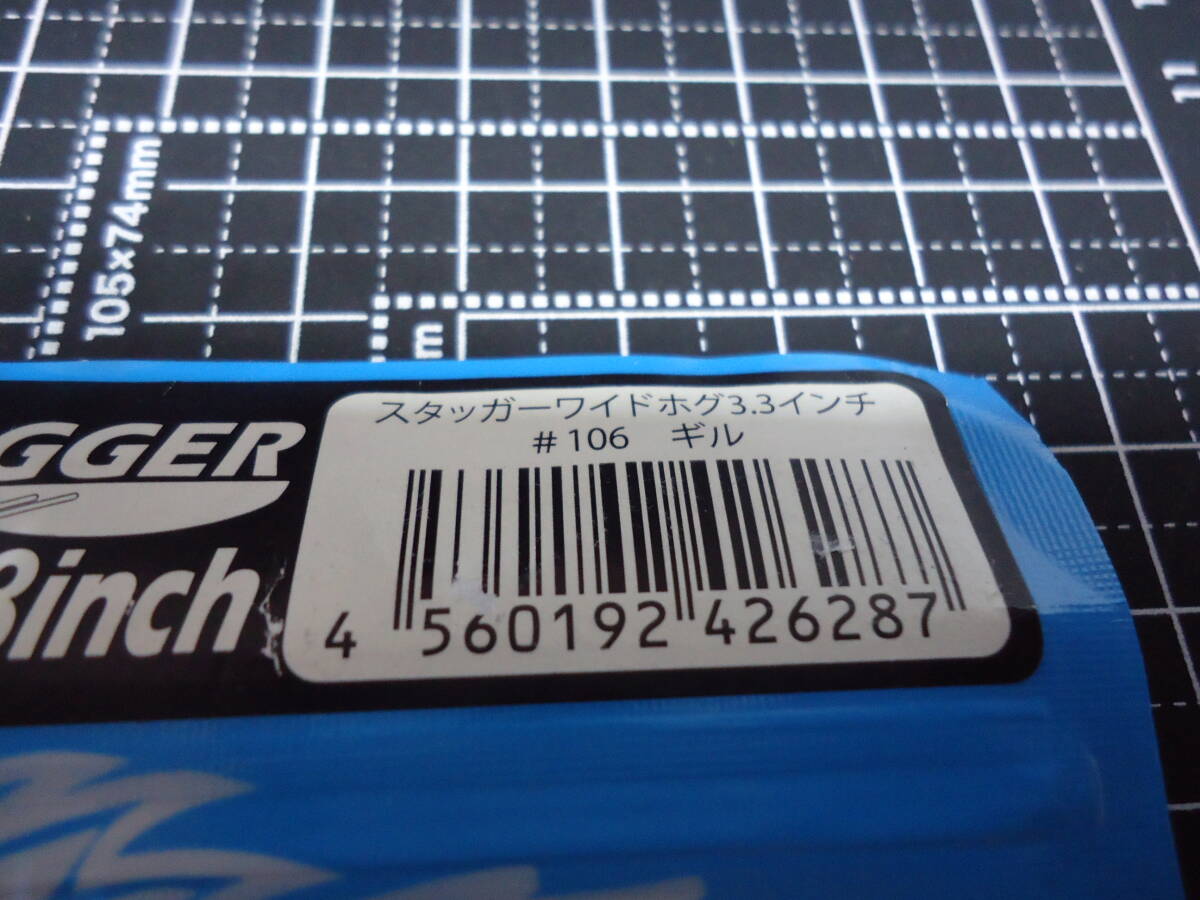 11
105×74mm
m
スタッガーワイドホグ3.3インチ
#106　ギル
GGER
3inch
4 560192 426287